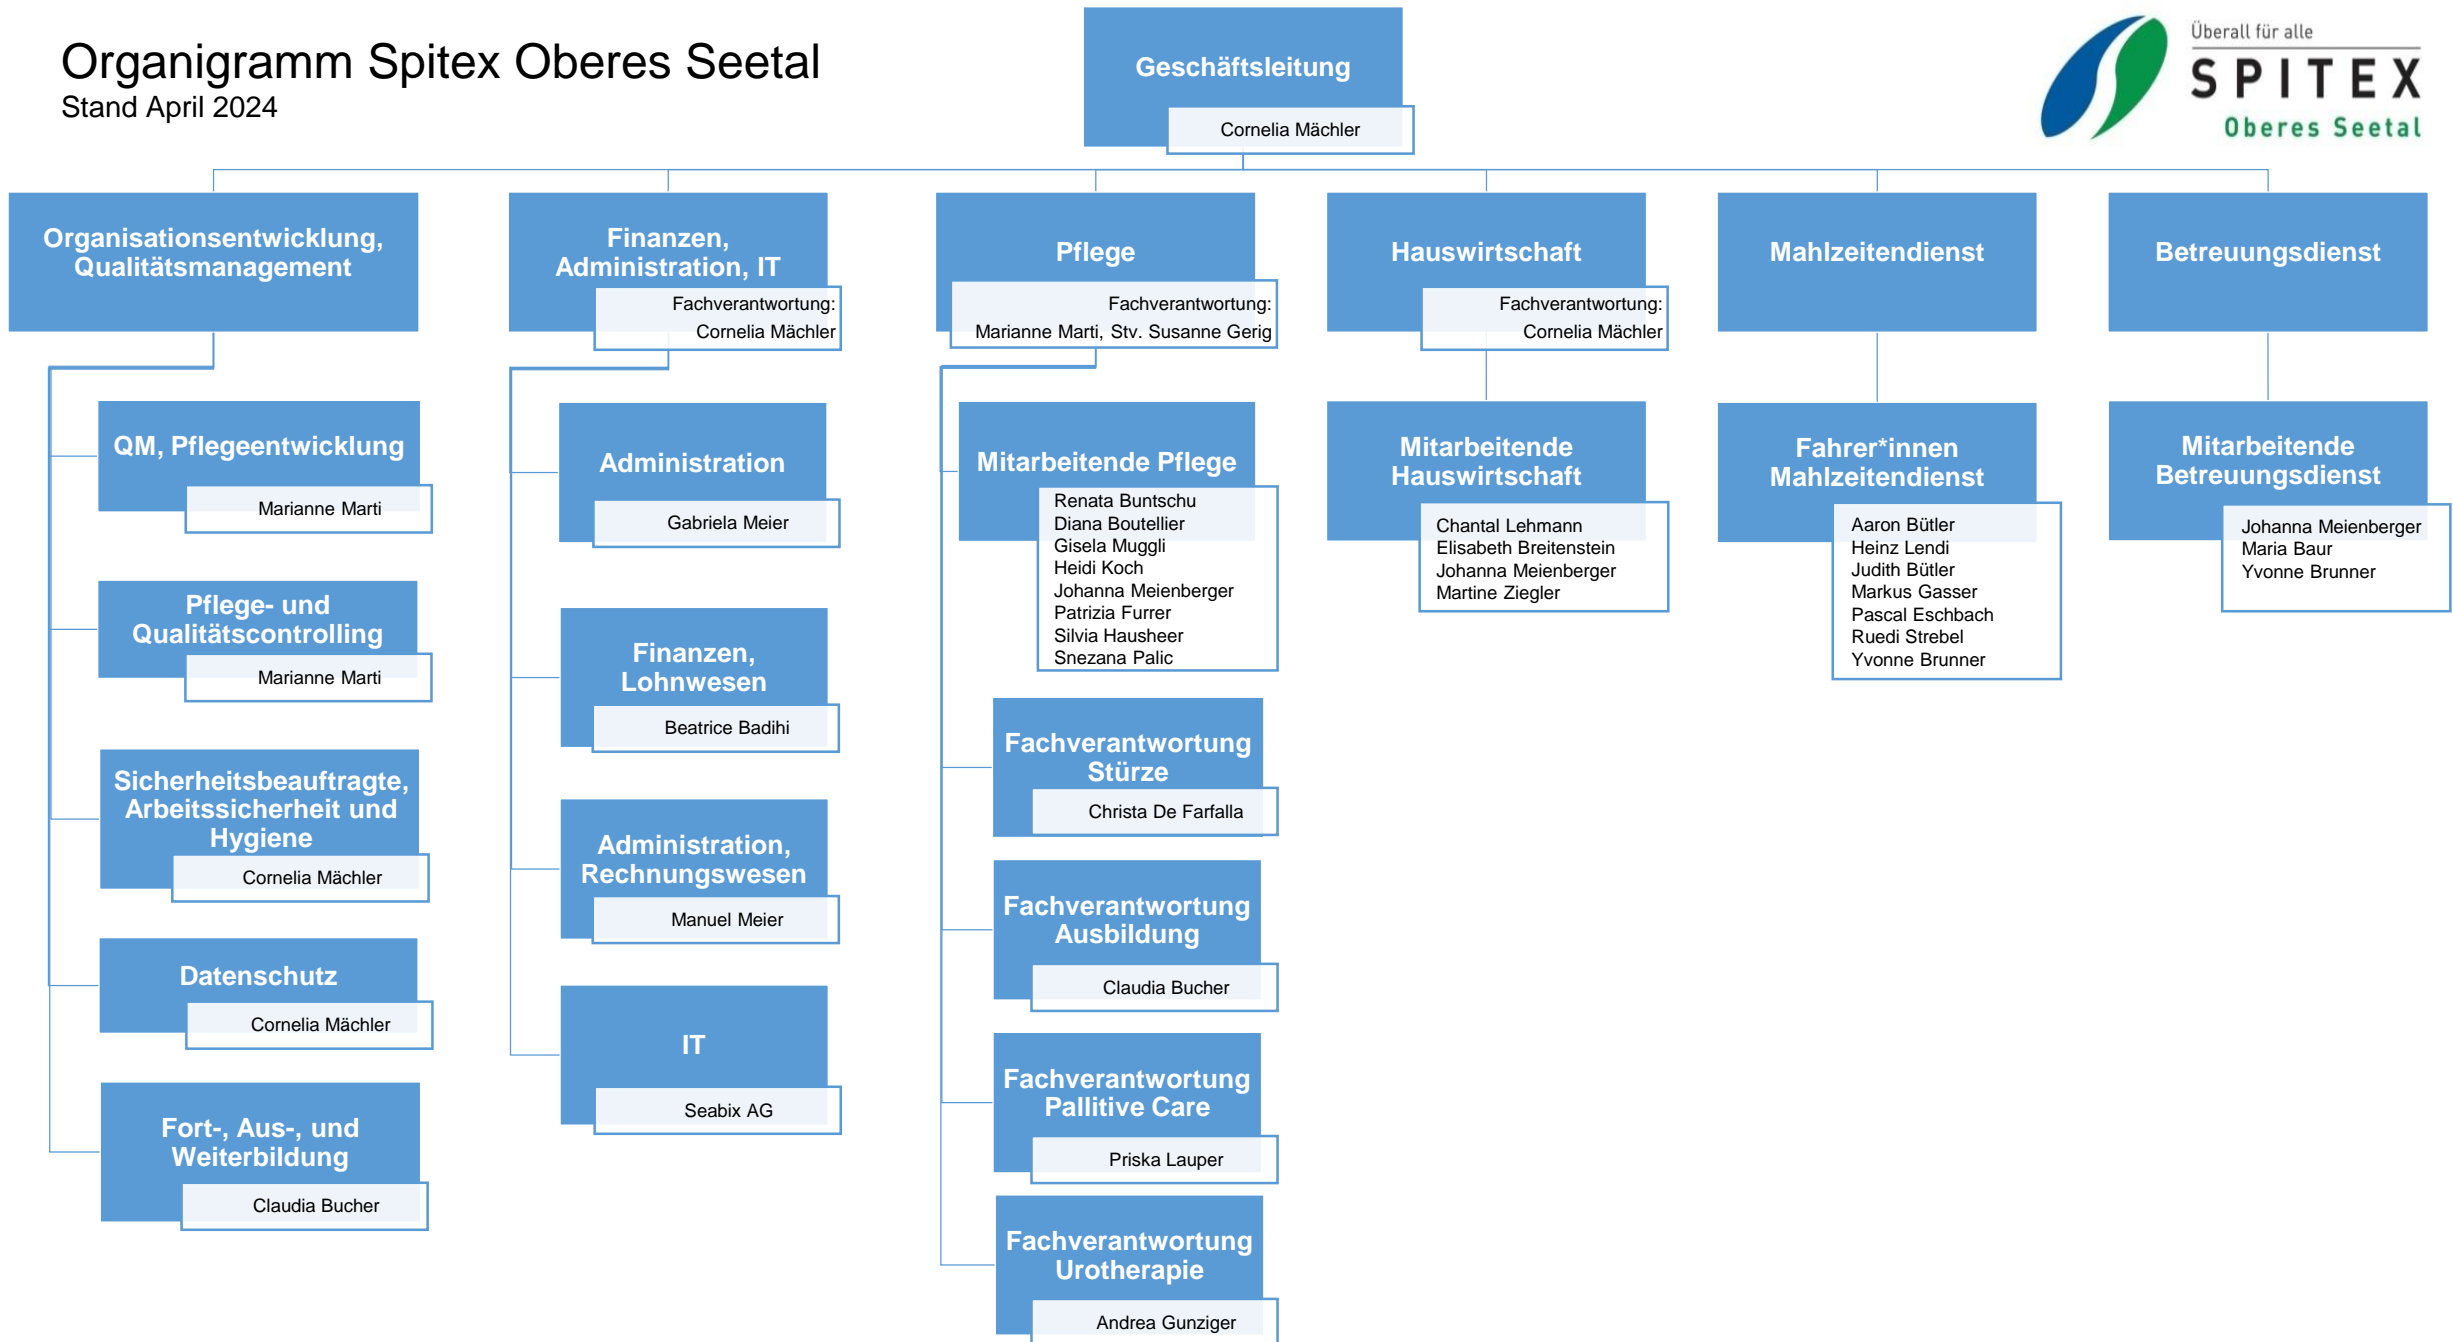 Organigramm Spitex Oberes Seetal
Stand April 2024
Geschäftsleitung
Cornelia Mächler
Überall für alle
SPITEX
Oberes Seetal
Organisationsentwicklung,
Qualitätsmanagement
QM, Pflegeentwicklung
Marianne Marti
Pflege- und
Qualitätscontrolling
Marianne Marti
Sicherheitsbeauftragte,
Arbeitssicherheit und
Hygiene
Cornelia Mächler
Datenschutz
Cornelia Mächler
Fort-, Aus-, und
Weiterbildung
Claudia Bucher
Finanzen,
Administration, IT
Fachverantwortung:
Cornelia Mächler
Administration
Gabriela Meier
Finanzen,
Lohnwesen
Beatrice Badihi
Administration,
Rechnungswesen
Manuel Meier
IT
Seabix AG
Pflege
Fachverantwortung:
Marianne Marti, Stv. Susanne Gerig
Mitarbeitende Pflege
Renata Buntschu
Diana Boutellier
Gisela Muggli
Heidi Koch
Johanna Meienberger
Patrizia Furrer
Silvia Hausheer
Snezana Palic
Fachverantwortung
Stürze
Christa De Farfalla
Fachverantwortung
Ausbildung
Claudia Bucher
Fachverantwortung
Pallitive Care
Priska Lauper
Fachverantwortung
Urotherapie
Andrea Gunziger
Hauswirtschaft
Fachverantwortung:
Cornelia Mächler
Mitarbeitende
Hauswirtschaft
Chantal Lehmann
Elisabeth Breitenstein
Johanna Meienberger
Martine Ziegler
Mahlzeitendienst
Fahrer*innen
Mahlzeitendienst
Aaron Bütler
Heinz Lendi
Judith Bütler
Markus Gasser
Pascal Eschbach
Ruedi Strebel
Yvonne Brunner
Betreuungsdienst
Mitarbeitende
Betreuungsdienst
Johanna Meienberger
Maria Baur
Yvonne Brunner